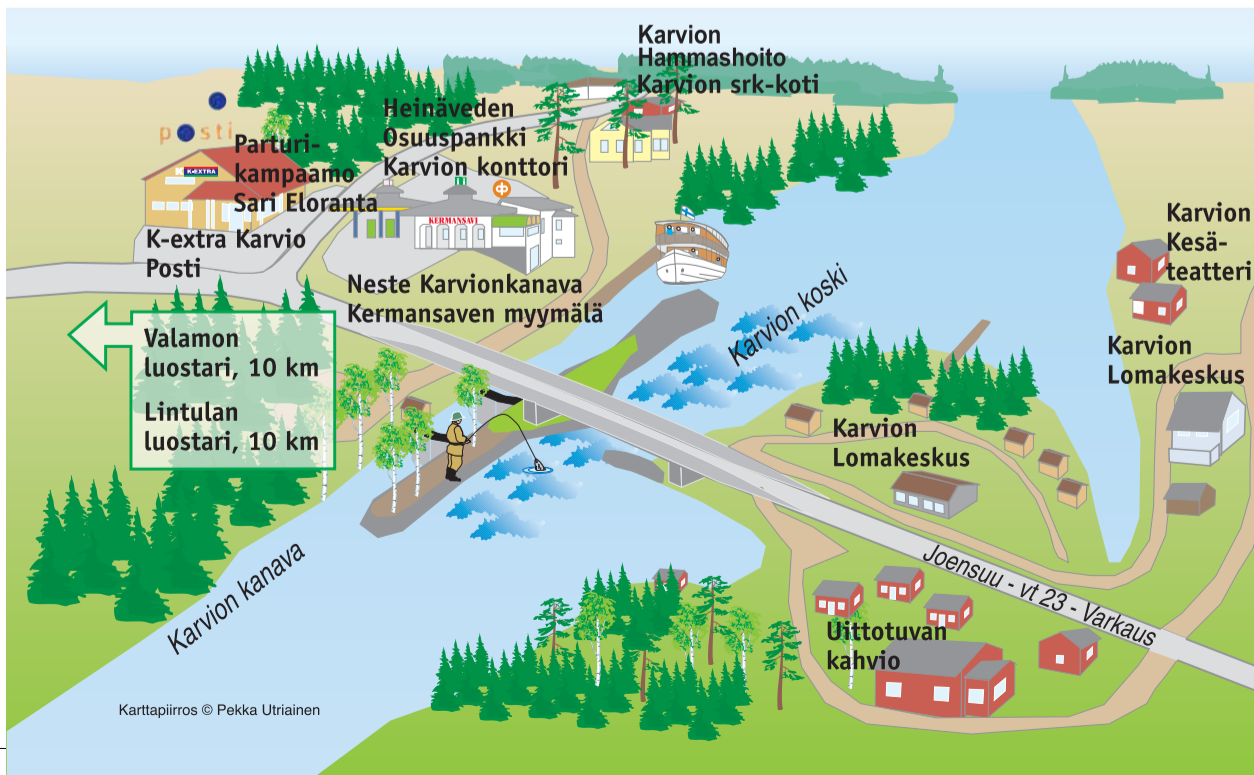 Karvion
Hammashoito
Karvion srk-koti
Heinäveden
Osuuspankki
Karvion konttori
posti
Parturi-
kampaamo
Sari Eloranta
K-EXTRA
KERMANSAVI
K-extra Karvio
Posti
Neste Karvionkanava
Kermansaven myymälä
Karvion
Kesä-
teatteri
Karvion koski
Valamon
luostari, 10 km
Lintulan
luostari, 10 km
Karvion
Lomakeskus
Karvion
Lomakeskus
Karvion kanava
Joensuu - vt 23 - Varkaus
Uittotuvan
kahvio
Karttapiirros © Pekka Utriainen